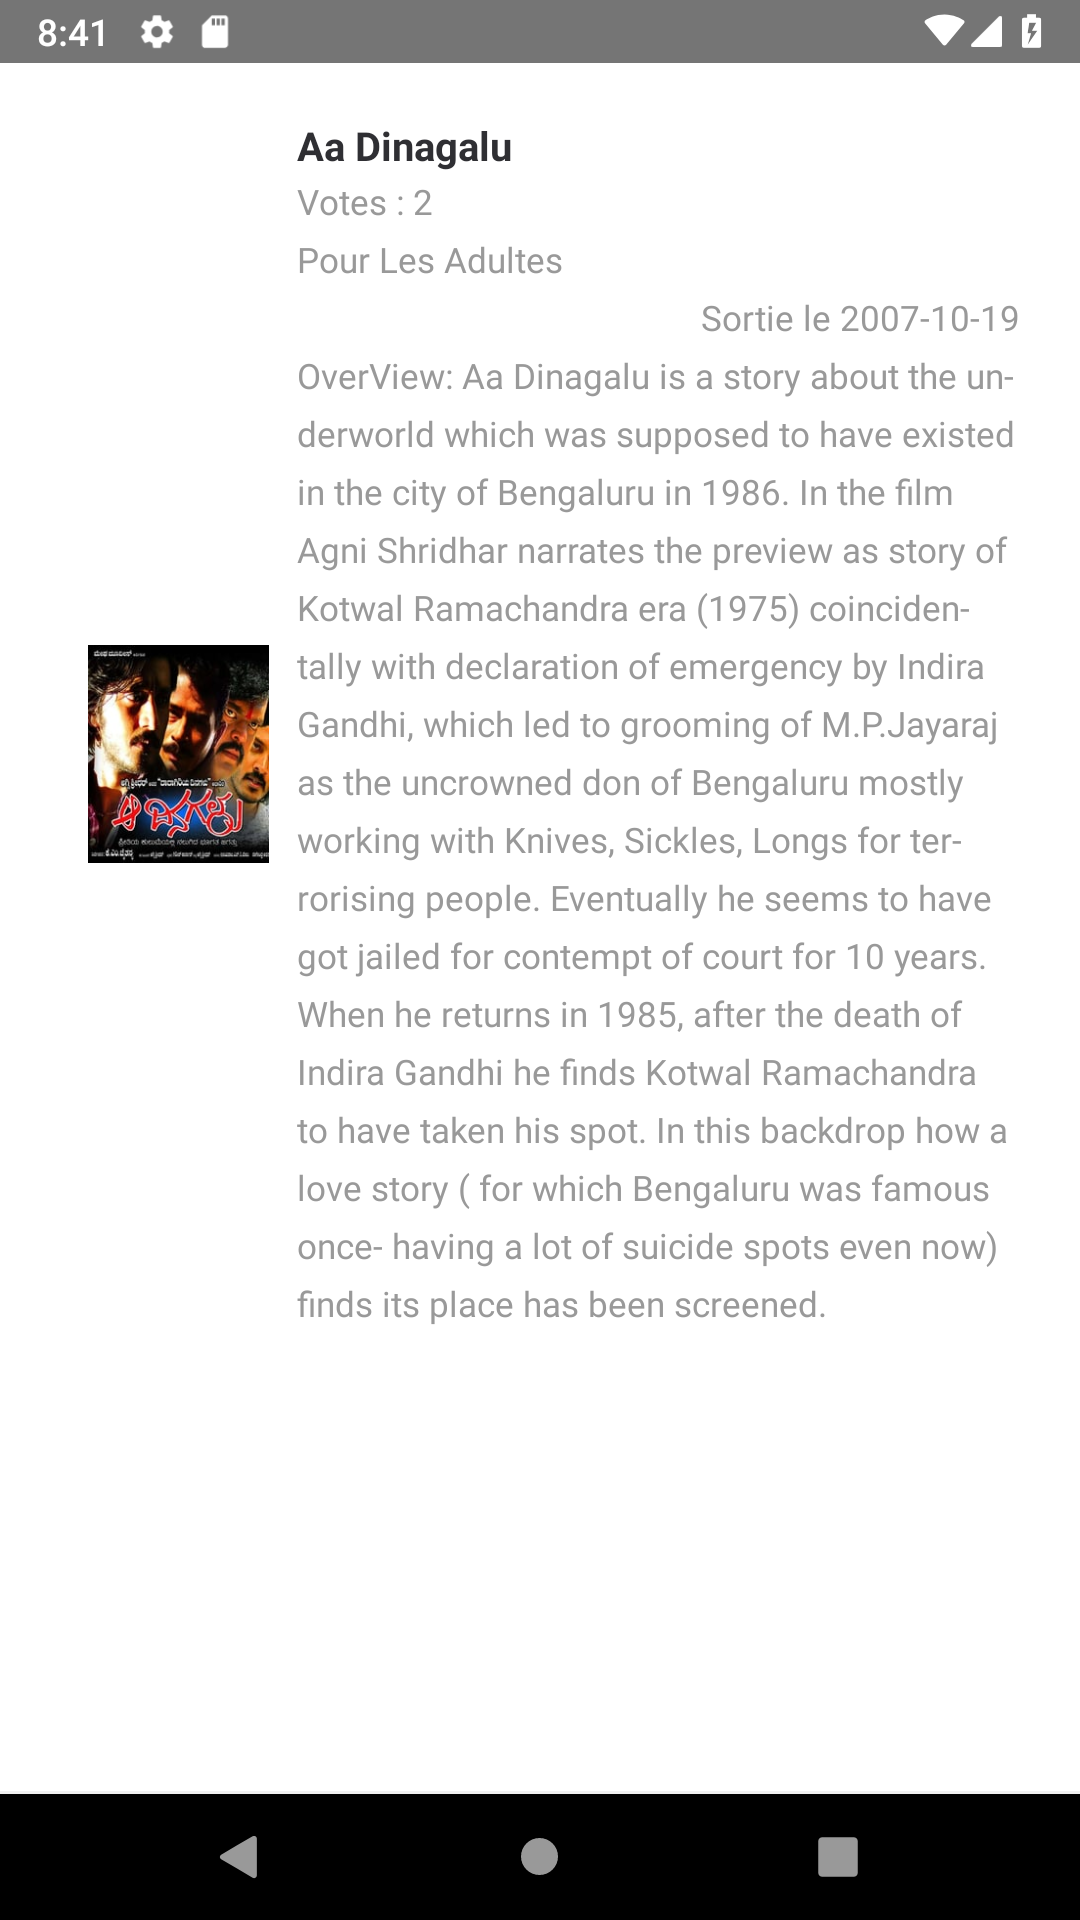 8:41
Aa Dinagalu
Votes : 2
Pour Les Adultes
Sortie le 2007-10-19
OverView: Aa Dinagalu is a story about the un-
derworld which was supposed to have existed
in the city of Bengaluru in 1986. In the film
Agni Shridhar narrates the preview as story of
Kotwal Ramachandra era (1975) coinciden-
tally with declaration of emergency by Indira
Gandhi, which led to grooming of M.P.Jayaraj
as the uncrowned don of Bengaluru mostly
working with Knives, Sickles, Longs for ter-
rorising people. Eventually he seems to have
got jailed for contempt of court for 10 years.
When he returns in 1985, after the death of
Indira Gandhi he finds Kotwal Ramachandra
to have taken his spot. In this backdrop how a
love story ( for which Bengaluru was famous
once- having a lot of suicide spots even now)
finds its place has been screened.
ಆ ದಿನಗಳು